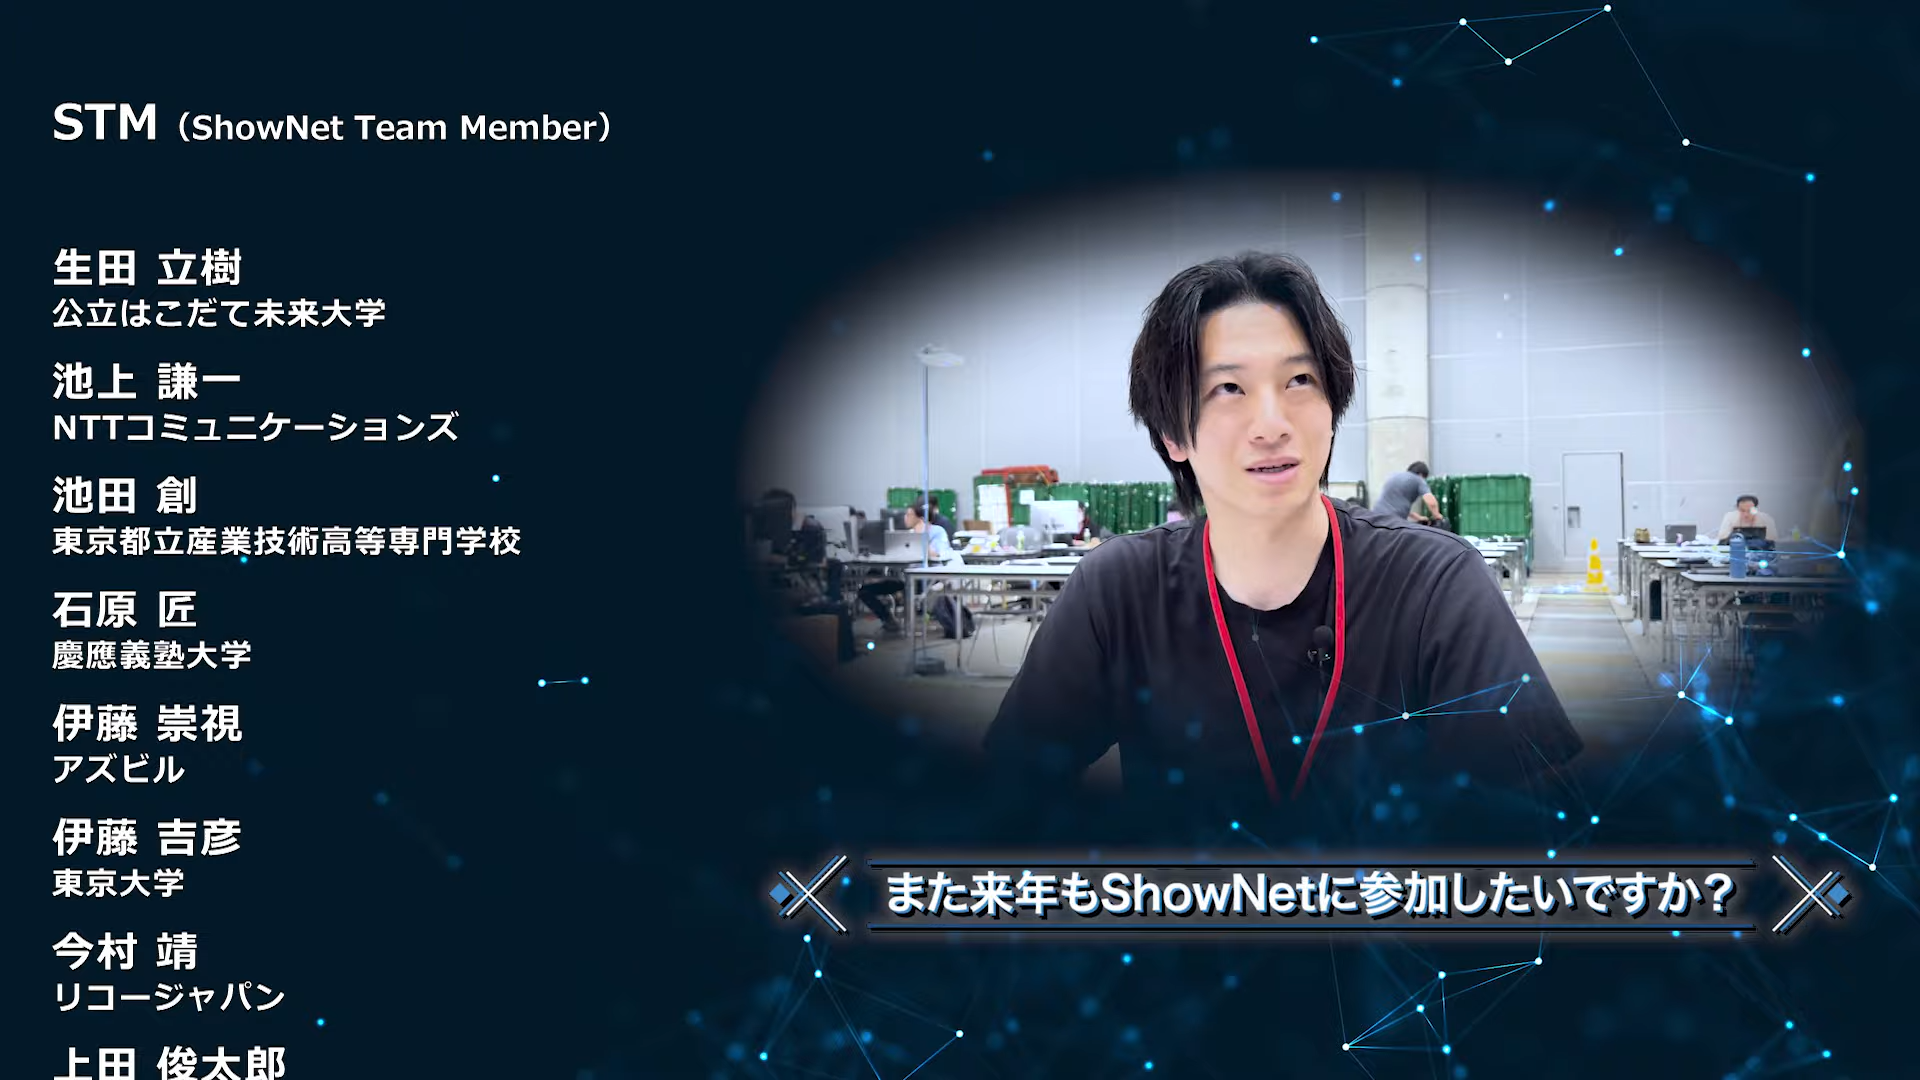 STM（ShowNet Team Member）
生田 立樹
公立はこだて未来大学
池上 謙一
NTTコミュニケーションズ
池田 創
東京都立産業技術高等専門学校
石原 匠
慶應義塾大学
伊藤 崇視
アズビル
伊藤 吉彦
東京大学
今村 靖
リコージャパン
上田 俊太郎
また来年もShowNetに参加したいですか？